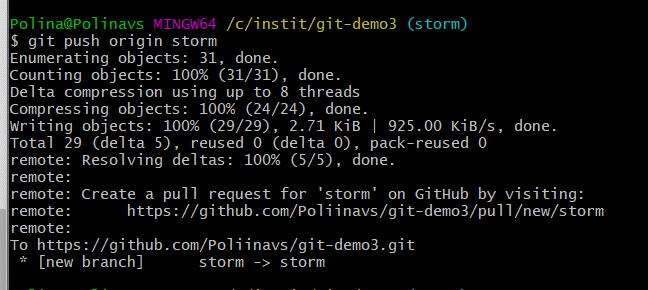 Polina@Polinavs MINGW64 /c/instit/git-demo3 (storm)
$ git push origin storm
Enumerating objects: 31, done.
Counting objects: 100% (31/31), done.
Delta compression using up to 8 threads
Compressing objects: 100% (24/24), done.
Writing objects: 100% (29/29), 2.71 KiB | 925.00 KiB/s, done.
Total 29 (delta 5), reused 0 (delta 0), pack-reused 0
remote: Resolving deltas: 100% (5/5), done.
remote:
remote: Create a pull request for 'storm' on GitHub by visiting:
remote:      https://github.com/Poliinavs/git-demo3/pull/new/storm
remote:
To https://github.com/Poliinavs/git-demo3.git
 * [new branch]      storm -> storm